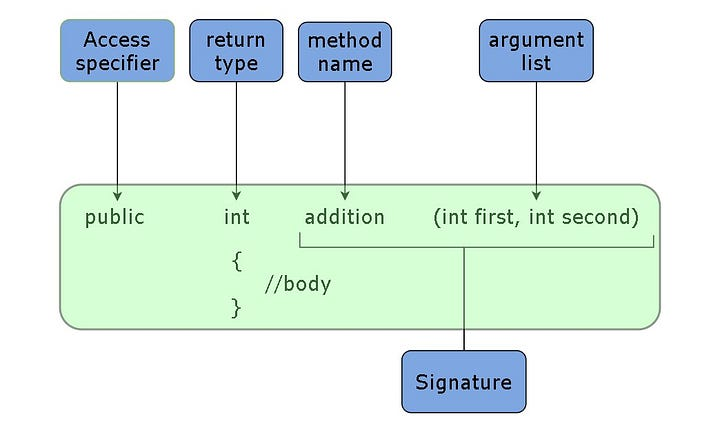 Access
specifier
return
type
method
name
argument
list
public int addition (int first, int second)
{
//body
}
Signature